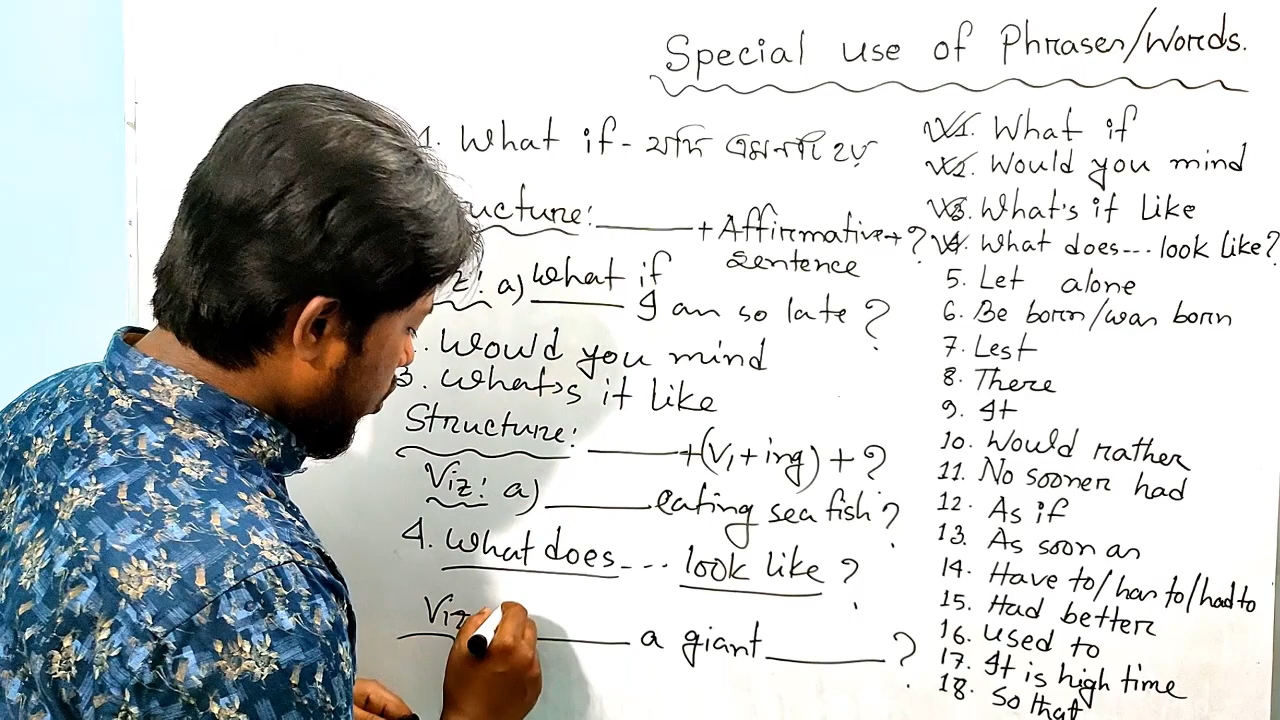 Special use of Phrases/Words.
1. What if - যদি এমনটি হয়
ucture: ______ + Affirmative + ?
Sentence
z: a) What if I am so late ?
. Would you mind
3. What's it like
Structure: ______ + (V1 + ing) + ?
Viz: a) ______ eating sea fish ?
4. What does --- look like ?
Viz ______ a giant ______ ?
1. What if
2. Would you mind
3. What's it like
4. What does --- look like?
5. Let alone
6. Be born/was born
7. Lest
8. There
9. It
10. Would rather
11. No sooner had
12. As if
13. As soon as
14. Have to/has to/had to
15. Had better
16. Used to
17. It is high time
18. So that